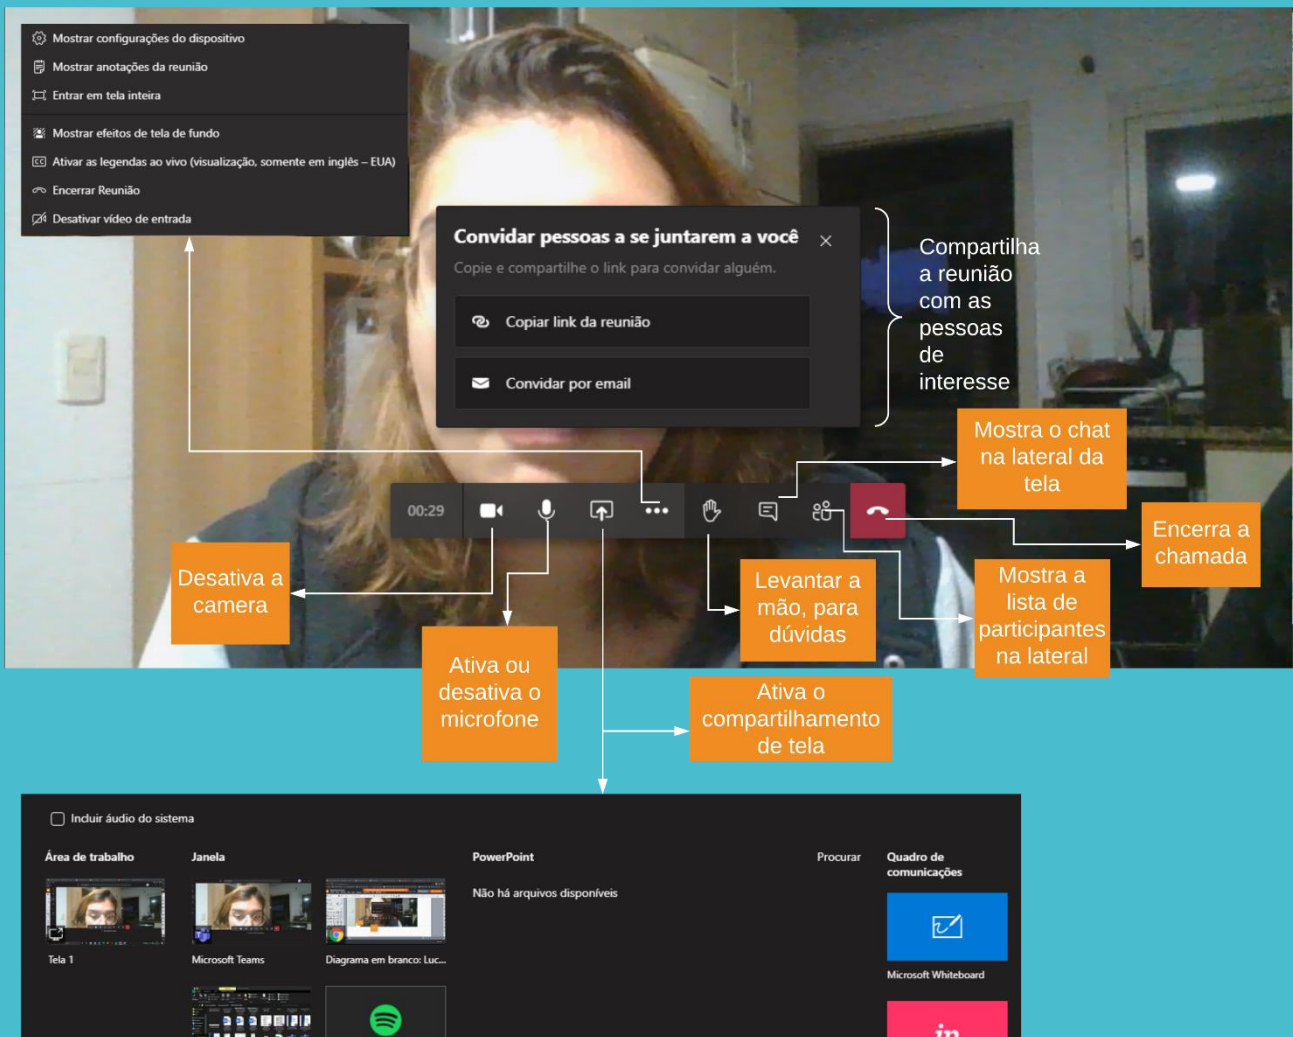 Mostrar configurações do dispositivo
Mostrar anotações da reunião
Entrar em tela inteira
Mostrar efeitos de tela de fundo
CC Ativar as legendas ao vivo (visualização, somente em inglês – EUA)
Encerrar Reunião
Desativar vídeo de entrada
Convidar pessoas a se juntarem a você
Copie e compartilhe o link para convidar alguém.
Copiar link da reunião
Convidar por email
Compartilha
a reunião
com as
pessoas
de
interesse
Mostra o chat
na lateral da
tela
00:29
Encerra a
chamada
Desativa a
camera
Levantar a
mão, para
dúvidas
Mostra a
lista de
participantes
na lateral
Ativa ou
desativa o
microfone
Ativa o
compartilhamento
de tela
Incluir áudio do sistema
Área de trabalho
Janela
PowerPoint
Procurar
Quadro de
comunicações
Não há arquivos disponíveis
Tela 1
Microsoft Teams
Diagrama em branco: Luc...
Microsoft Whiteboard
in